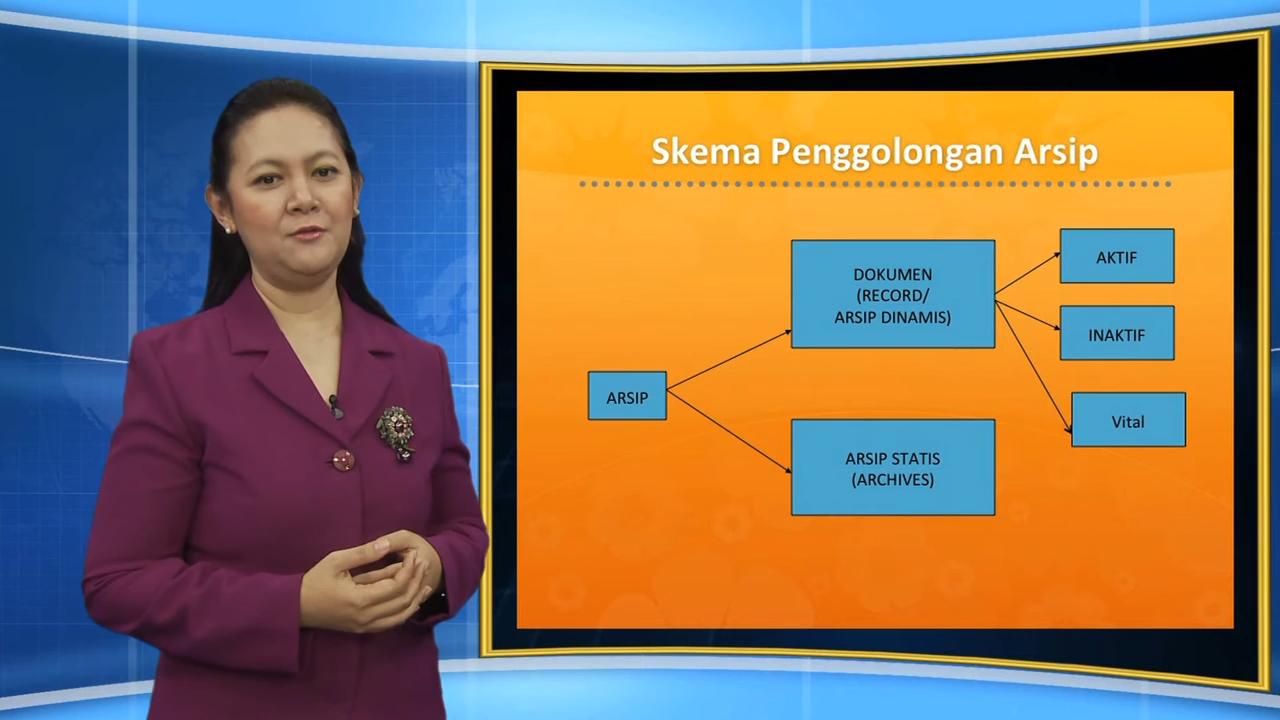 Skema Penggolongan Arsip
ARSIP
DOKUMEN
(RECORD/
ARSIP DINAMIS)
ARSIP STATIS
(ARCHIVES)
AKTIF
INAKTIF
Vital